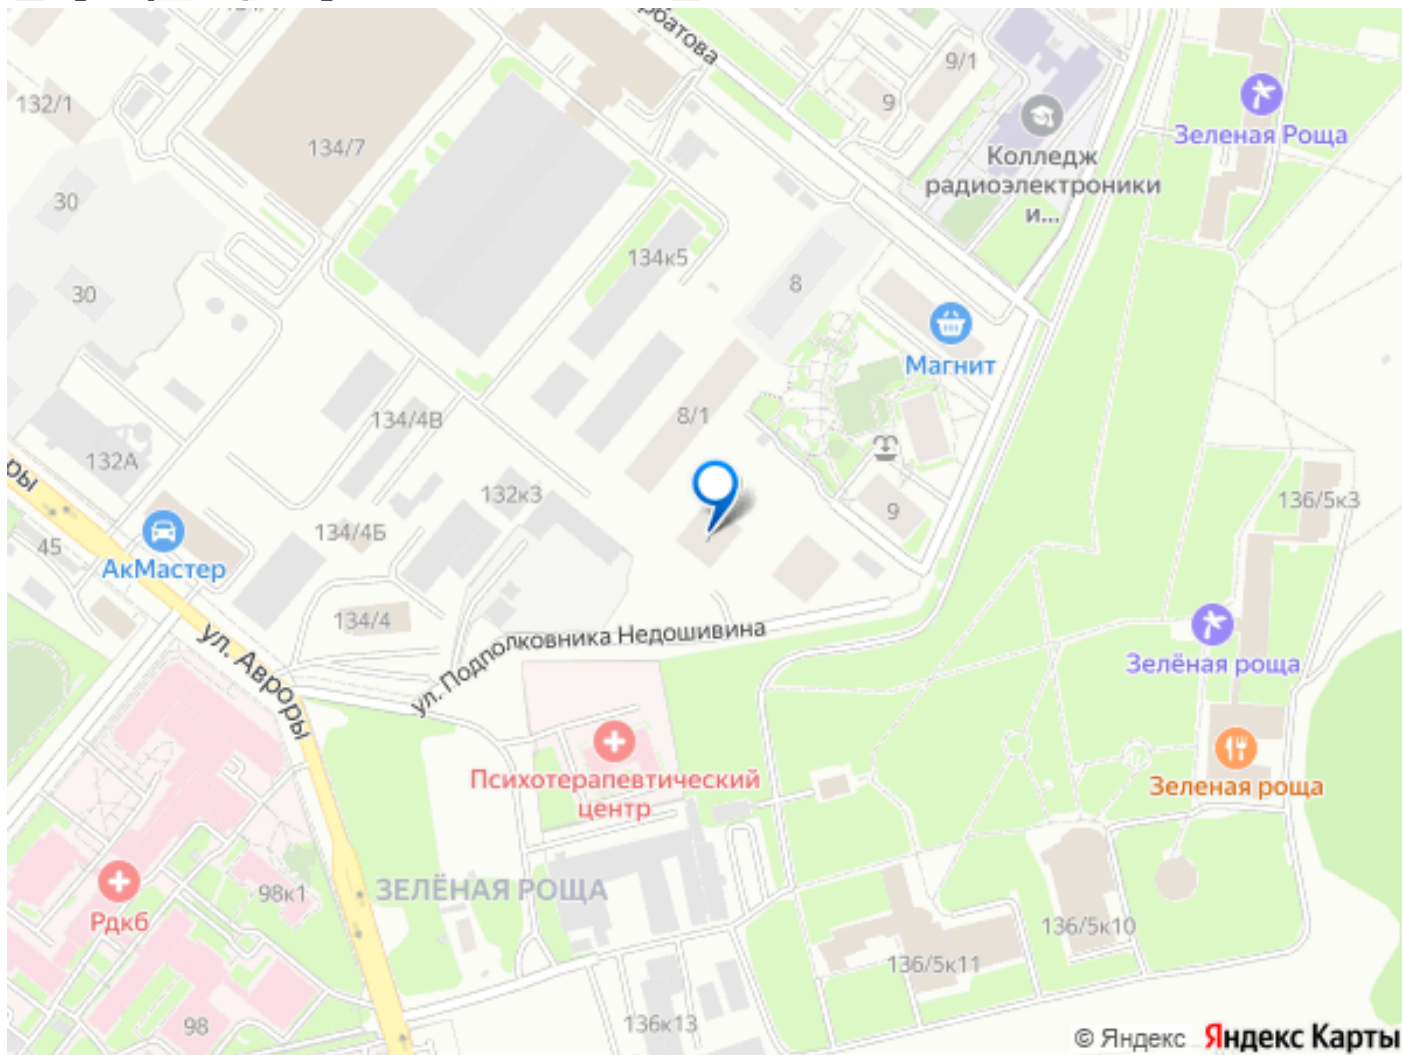 рбатова
132/1
134/7
9/1
9
Зеленая Роща
Колледж
радиоэлектроники
и...
30
134к5
8
30
Магнит
134/4В
8/1
132А
ры
132к3
9
136/5к3
45
134/4Б
АкМастер
134/4
ул. Подполковника Недошивина
ул. Авроры
Зелёная роща
Психотерапевтический
центр
Зеленая роща
98к1
ЗЕЛЁНАЯ РОЩА
Рдкб
136/5к10
136/5к11
98
136к13
© Яндекс Яндекс Карты